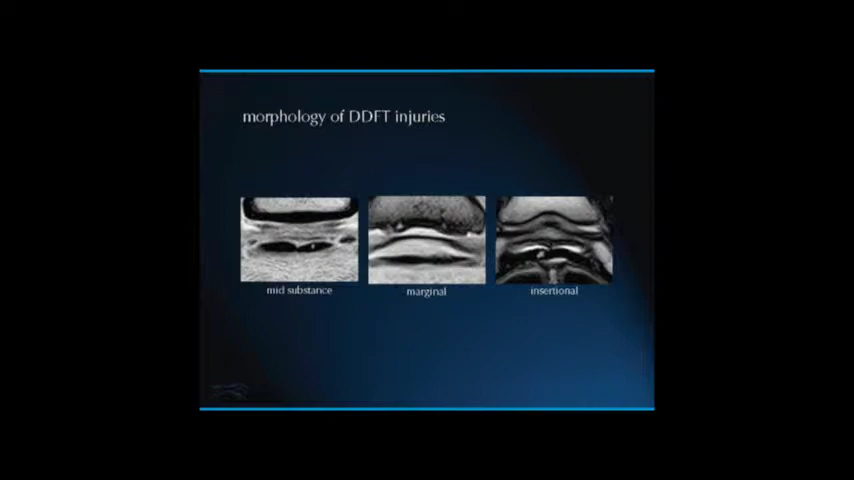 morphology of DDFT injuries
mid substance
marginal
insertional